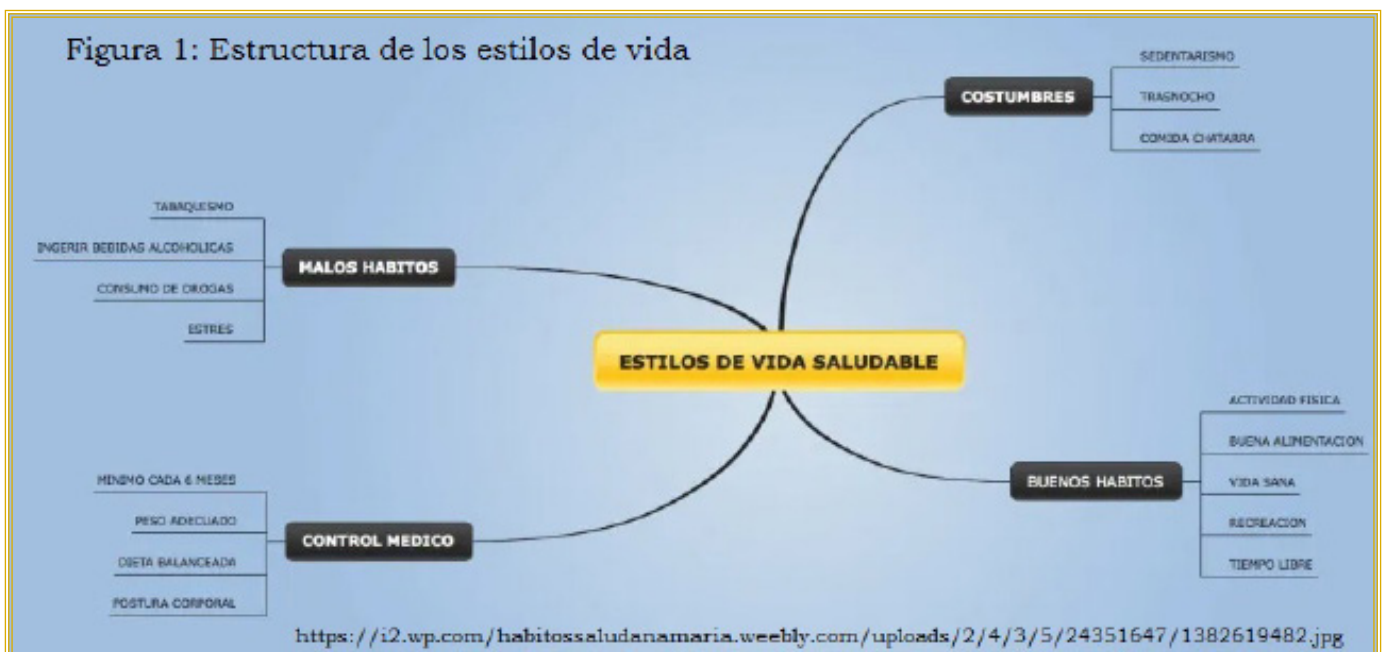 Figura 1: Estructura de los estilos de vida
COSTUMBRES
SEDENTARISMO
TRASNOCHO
COMIDA CHATARRA
MALOS HABITOS
TABAQUISMO
INGERIR BEBIDAS ALCOHOLICAS
CONSUMO DE DROGAS
ESTRES
ESTILOS DE VIDA SALUDABLE
BUENOS HABITOS
ACTIVIDAD FISICA
BUENA ALIMENTACION
VIDA SANA
RECREACION
TIEMPO LIBRE
CONTROL MEDICO
MINIMO CADA 6 MESES
PESO ADECUADO
DIETA BALANCEADA
POSTURA CORPORAL
https://i2.wp.com/habitossaludanamaria.weebly.com/uploads/2/4/3/5/24351647/1382619482.jpg